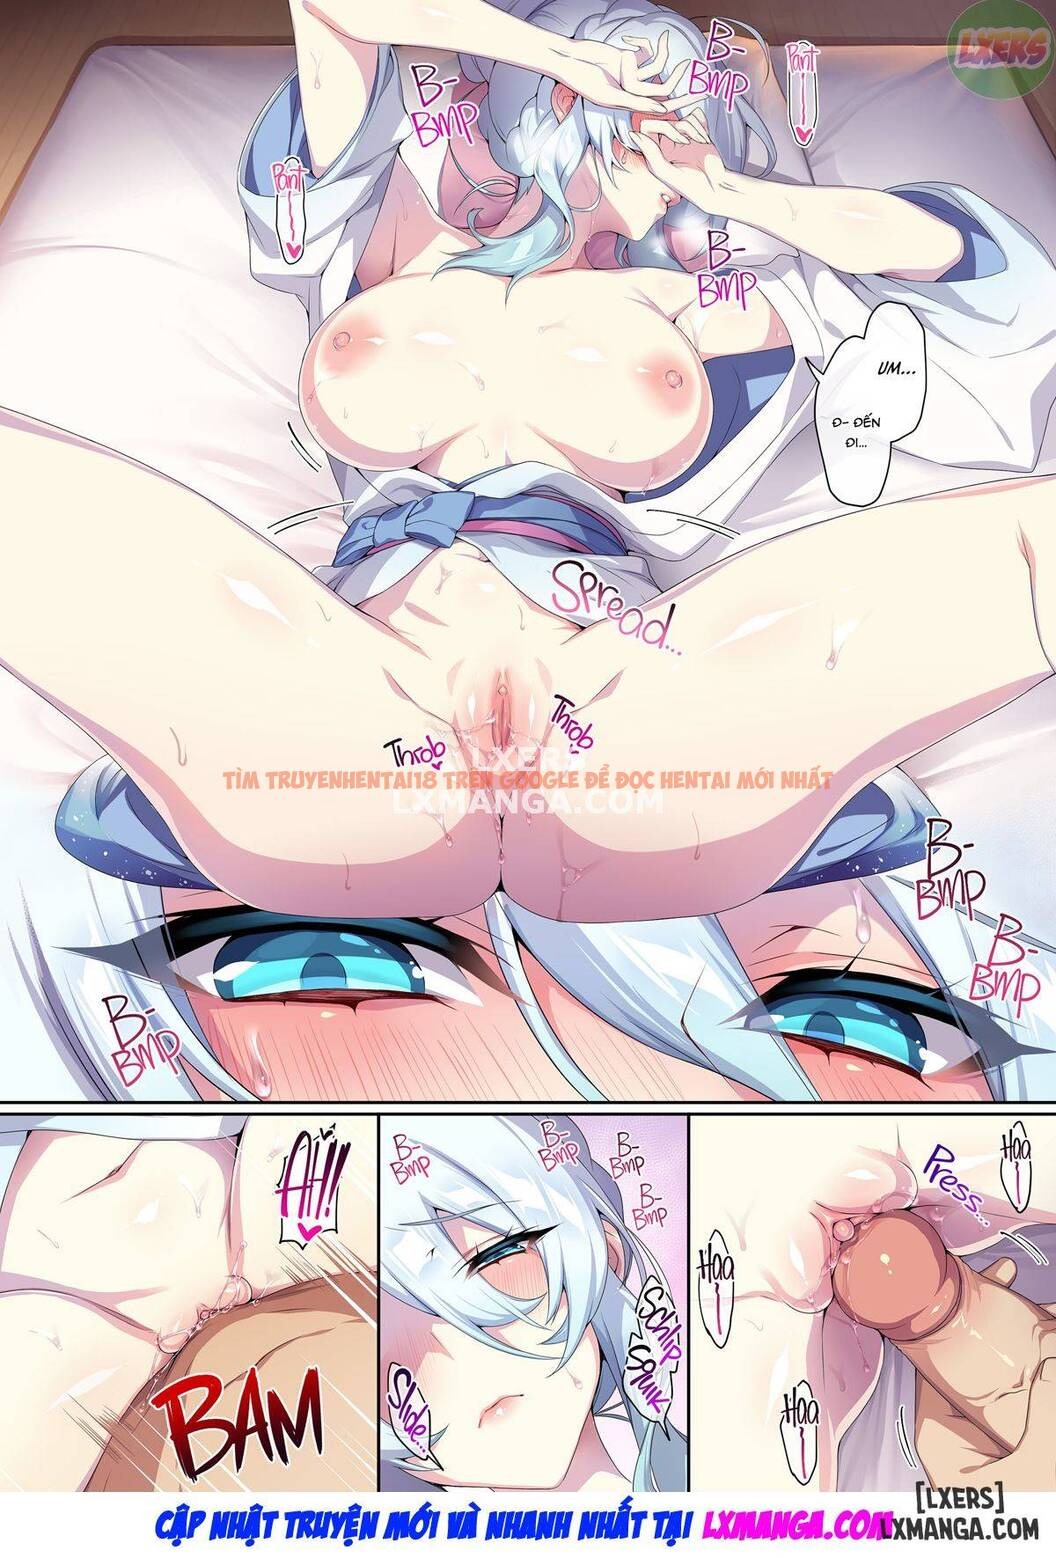 LXERS
B-
BMP
Pant
B-
BMP
Pant
B-
BMP
UM...
Đ- ĐẾN
ĐI...
Spread...
Throb
Throb
LXERS
TÌM TRUYENHENTAI18 TRÊN GOOGLE ĐỂ ĐỌC HENTAI MỚI NHẤT
LXMANGA.COM
B-
BMP
B-
BMP
B-
BMP
AH!!
BAM
B-
BMP
B-
BMP
B-
BMP
B-
BMP
Schlp
Squik
Slide...
Press...
Haa
Haa
Haa
[LXERS]
CẬP NHẬT TRUYỆN MỚI VÀ NHANH NHẤT TẠI LXMANGA.COM
LXMANGA.COM